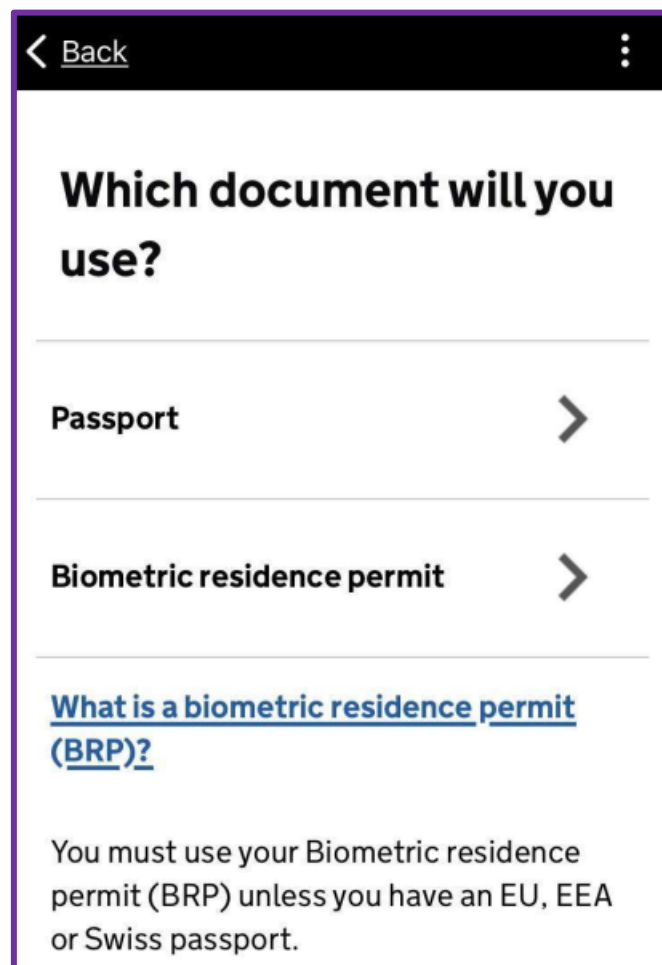 Back
Which document will you
use?
Passport
Biometric residence permit
What is a biometric residence permit
(BRP)?
You must use your Biometric residence
permit (BRP) unless you have an EU, EEA
or Swiss passport.